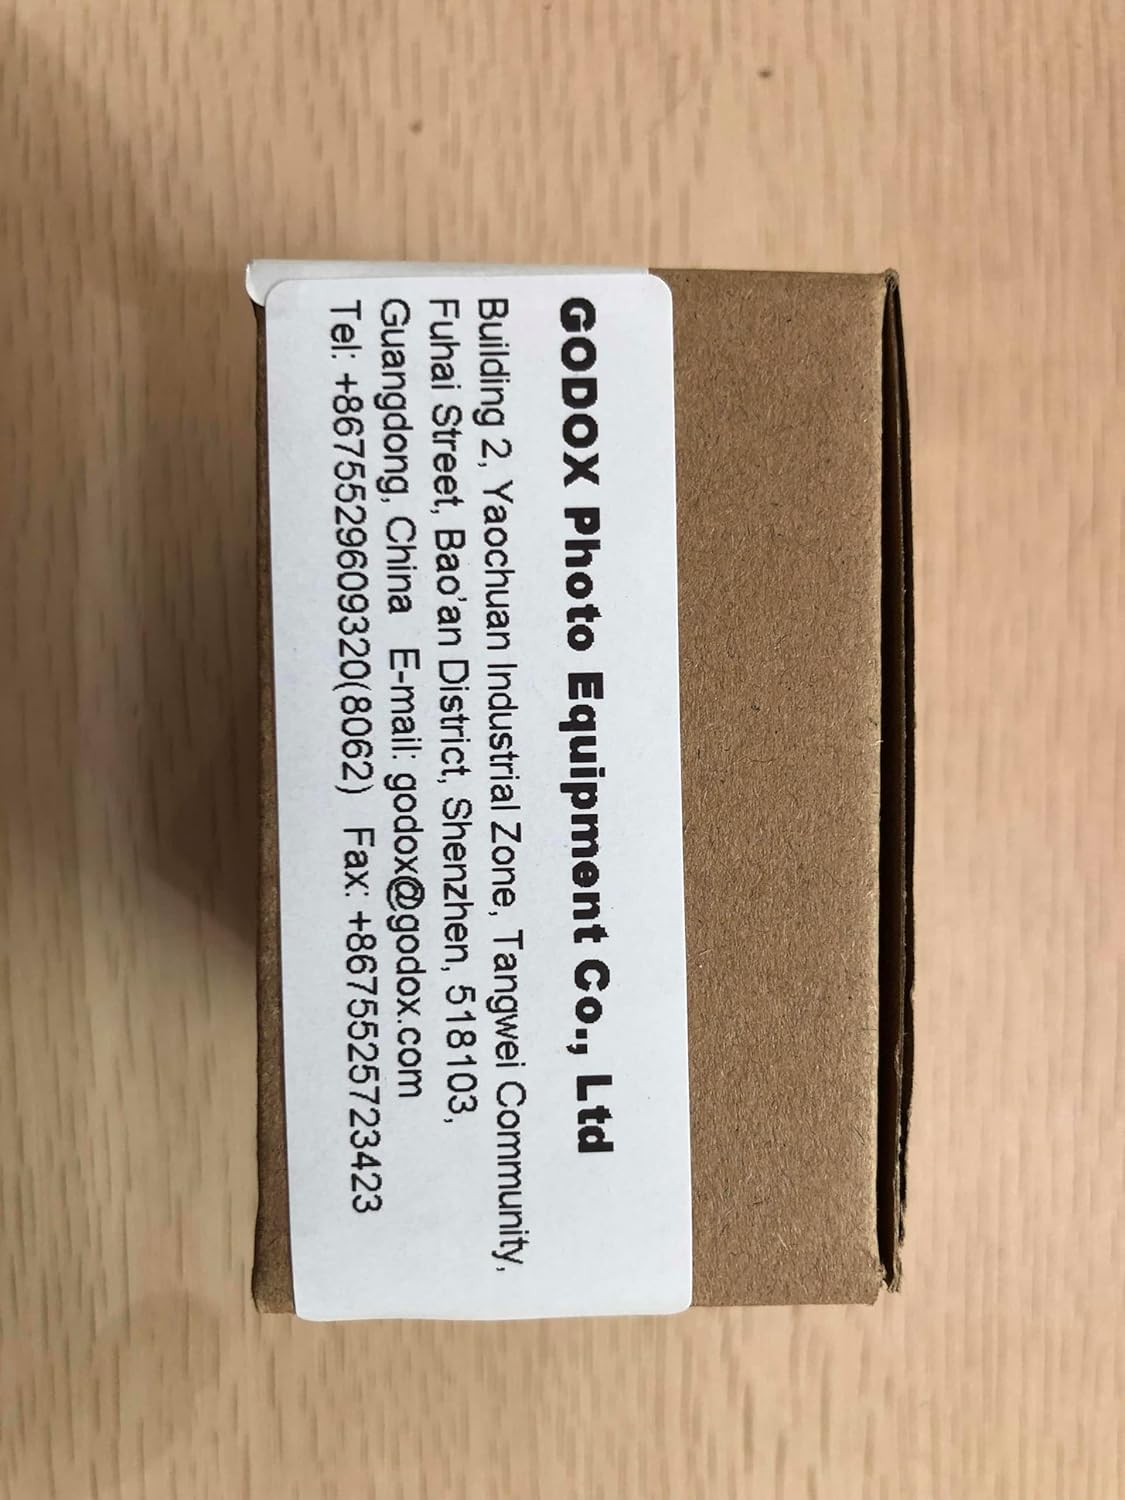 GODOX Photo Equipment Co., Ltd
Building 2, Yaochuan Industrial Zone, Tangwei Community,
Fuhai Street, Bao'an District, Shenzhen, 518103,
Guangdong, China E-mail: godox@godox.com
Tel: +8675529609320(8062) Fax: +8675525723423